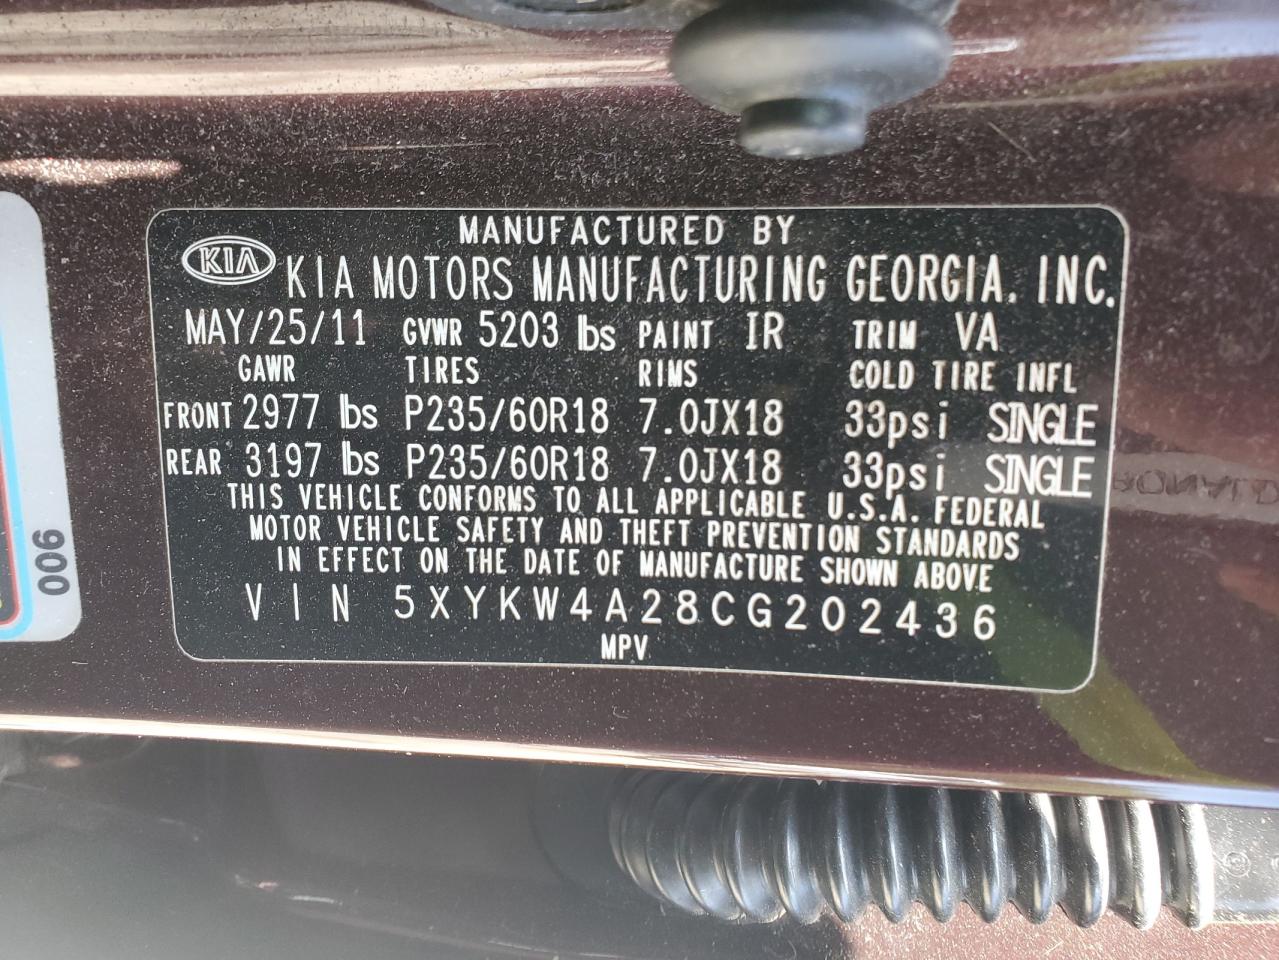 MANUFACTURED BY
KIA KIA MOTORS MANUFACTURING GEORGIA, INC.
MAY/25/11 GVWR 5203 lbs PAINT IR TRIM VA
GAWR TIRES RIMS COLD TIRE INFL
FRONT 2977 lbs P235/60R18 7.0JX18 33psi SINGLE
REAR 3197 lbs P235/60R18 7.0JX18 33psi SINGLE
THIS VEHICLE CONFORMS TO ALL APPLICABLE U.S.A. FEDERAL
MOTOR VEHICLE SAFETY AND THEFT PREVENTION STANDARDS
IN EFFECT ON THE DATE OF MANUFACTURE SHOWN ABOVE
VIN 5XYKW4A28CG202436
MPV
006